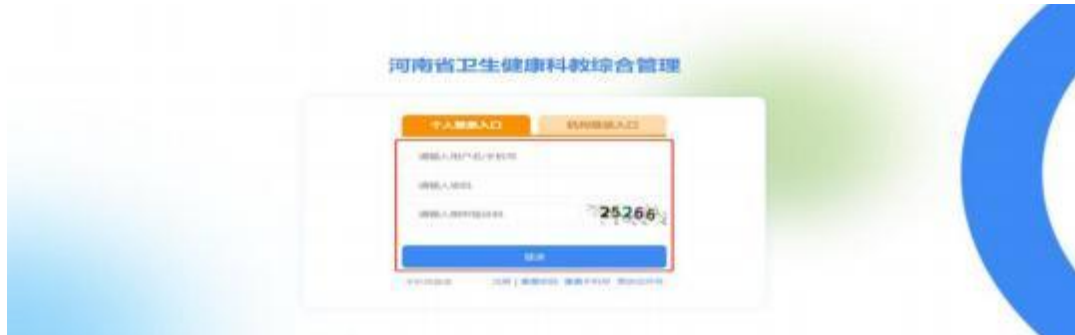 河南省卫生健康科教综合管理
个人登录入口 机构登录入口
请输入用户名/手机号
请输入密码
请输入图形验证码 25266
登录